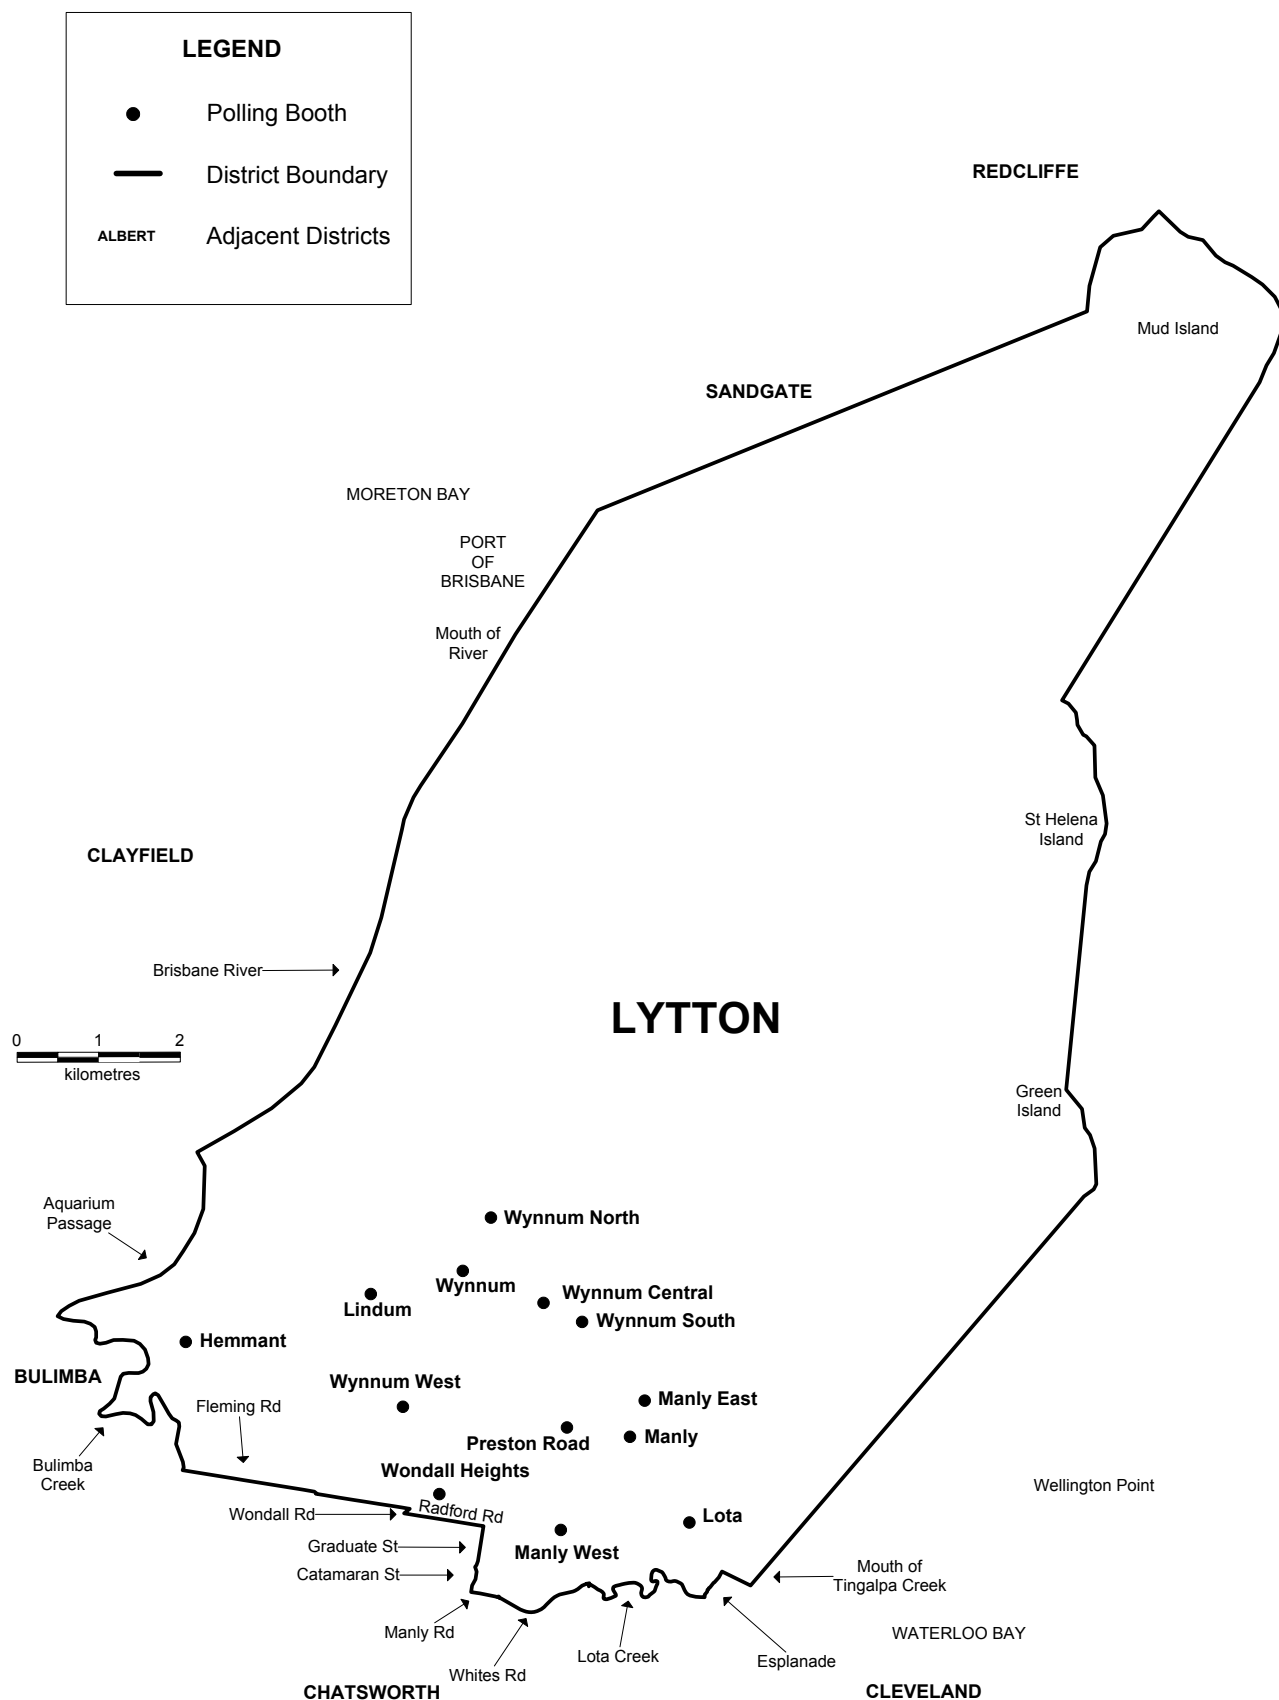 LEGEND
Polling Booth
District Boundary
ALBERT Adjacent Districts
REDCLIFFE
Mud Island
SANDGATE
MORETON BAY
PORT
OF
BRISBANE
Mouth of
River
St Helena
Island
CLAYFIELD
Brisbane River
LYTTON
0 1 2
kilometres
Green
Island
Aquarium
Passage
Wynnum North
Wynnum
Lindum
Wynnum Central
Wynnum South
Hemmant
BULIMBA
Wynnum West
Fleming Rd
Manly East
Preston Road
Manly
Bulimba
Creek
Wondall Heights
Wellington Point
Wondall Rd
Radford Rd
Lota
Graduate St
Manly West
Catamaran St
Mouth of
Tingalpa Creek
Manly Rd
WATERLOO BAY
Whites Rd
Lota Creek
Esplanade
CHATSWORTH
CLEVELAND